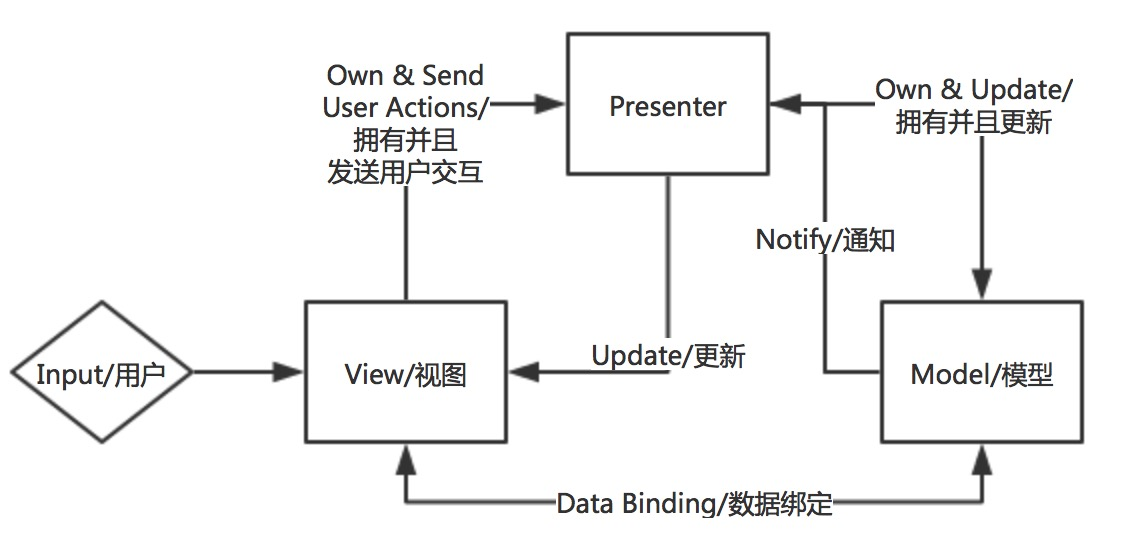 Own & Send
User Actions/
拥有并且
发送用户交互
Presenter
Own & Update/
拥有并且更新
Notify/通知
Update/更新
Input/用户
View/视图
Model/模型
Data Binding/数据绑定